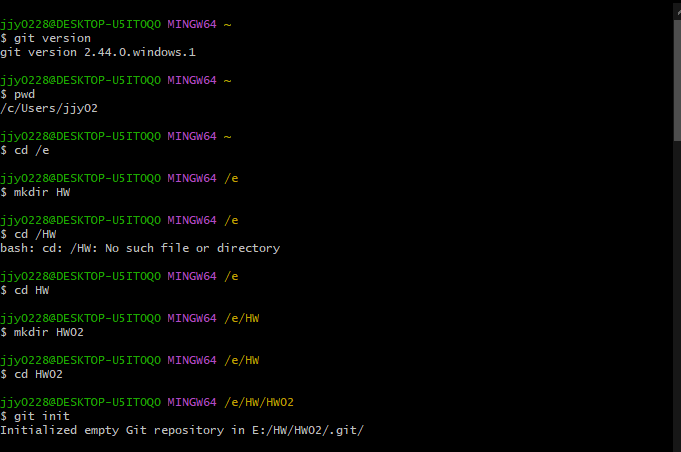 jjy0228@DESKTOP-U5ITOQO MINGW64 ~
$ git version
git version 2.44.0.windows.1
jjy0228@DESKTOP-U5ITOQO MINGW64 ~
$ pwd
/c/Users/jjy02
jjy0228@DESKTOP-U5ITOQO MINGW64 ~
$ cd /e
jjy0228@DESKTOP-U5ITOQO MINGW64 /e
$ mkdir HW
jjy0228@DESKTOP-U5ITOQO MINGW64 /e
$ cd /HW
bash: cd: /HW: No such file or directory
jjy0228@DESKTOP-U5ITOQO MINGW64 /e
$ cd HW
jjy0228@DESKTOP-U5ITOQO MINGW64 /e/HW
$ mkdir HW02
jjy0228@DESKTOP-U5ITOQO MINGW64 /e/HW
$ cd HW02
jjy0228@DESKTOP-U5ITOQO MINGW64 /e/HW/HW02
$ git init
Initialized empty Git repository in E:/HW/HW02/.git/